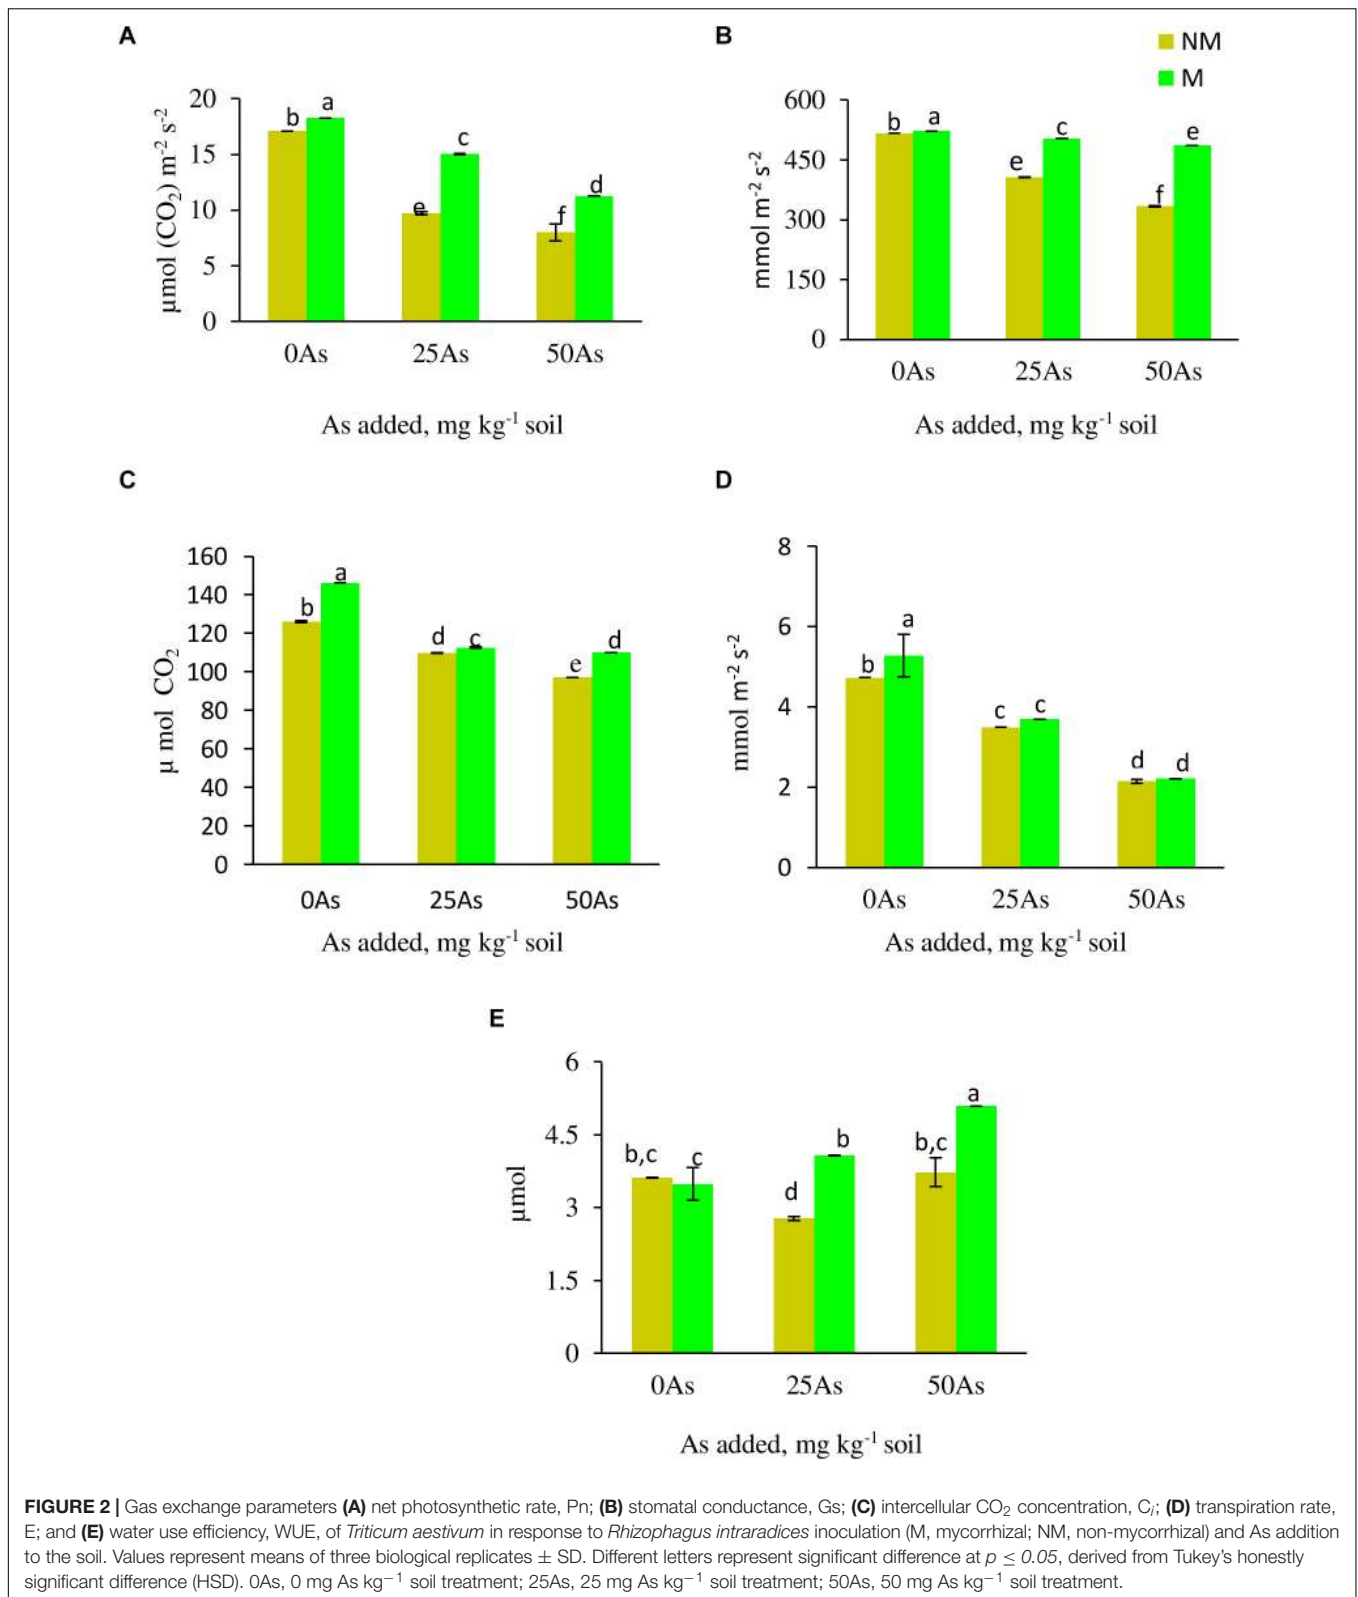 A
µmol (CO2) m-2 s-2
20
15
10
5
0
b
a
e
c
f
d
0As 25As 50As
As added, mg kg-1 soil
B
NM
M
mmol m-2 s-2
600
450
300
150
0
b
a
e
c
f
e
0As 25As 50As
As added, mg kg-1 soil
C
µ mol CO2
160
140
120
100
80
60
40
20
0
b
a
d
c
e
d
0As 25As 50As
As added, mg kg-1 soil
D
mmol m-2 s-2
8
6
4
2
0
b
a
c
c
d
d
0As 25As 50As
As added, mg kg-1 soil
E
µmol
6
4.5
3
1.5
0
b,c
c
d
b
b,c
a
0As 25As 50As
As added, mg kg-1 soil
FIGURE 2 | Gas exchange parameters (A) net photosynthetic rate, Pn; (B) stomatal conductance, Gs; (C) intercellular CO2 concentration, Ci; (D) transpiration rate,
E; and (E) water use efficiency, WUE, of Triticum aestivum in response to Rhizophagus intraradices inoculation (M, mycorrhizal; NM, non-mycorrhizal) and As addition
to the soil. Values represent means of three biological replicates ± SD. Different letters represent significant difference at p ≤ 0.05, derived from Tukey's honestly
significant difference (HSD). 0As, 0 mg As kg−1 soil treatment; 25As, 25 mg As kg−1 soil treatment; 50As, 50 mg As kg−1 soil treatment.